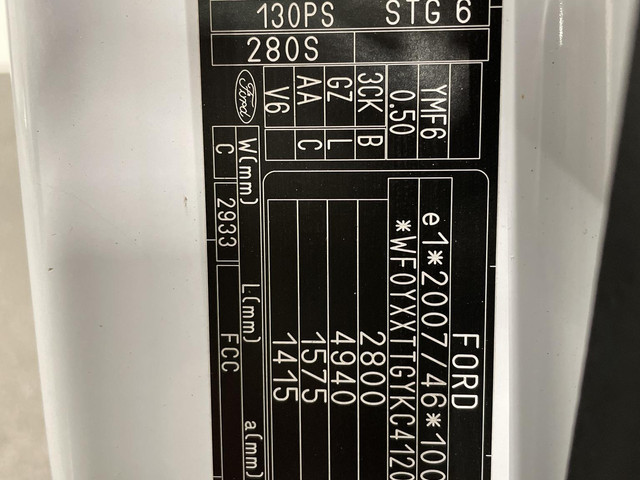 130PS
STG 6
280S
Ford
YMF6
0.50
3CK
B
GZ
L
AA
C
V6
W(mm)
L(mm)
a(mm)
C
2933
FCC
FORD
e1*2007/46*100
*WF0YXXTTGYKC4120
2800
4940
1575
1415